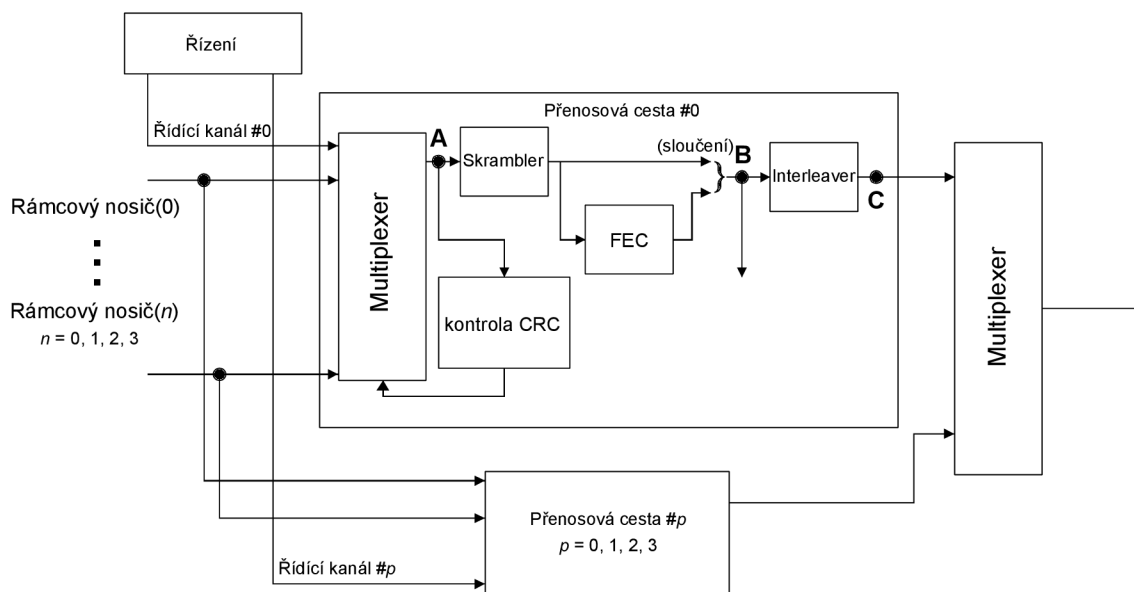 Řízení
Přenosová cesta #0
Řídící kanál #0
A
Skrambler
(sloučení)
B
Interleaver
C
Rámcový nosič(0)
Multiplexer
FEC
Rámcový nosič(n)
n = 0, 1, 2, 3
kontrola CRC
Multiplexer
Přenosová cesta #p
p = 0, 1, 2, 3
Řídící kanál #p